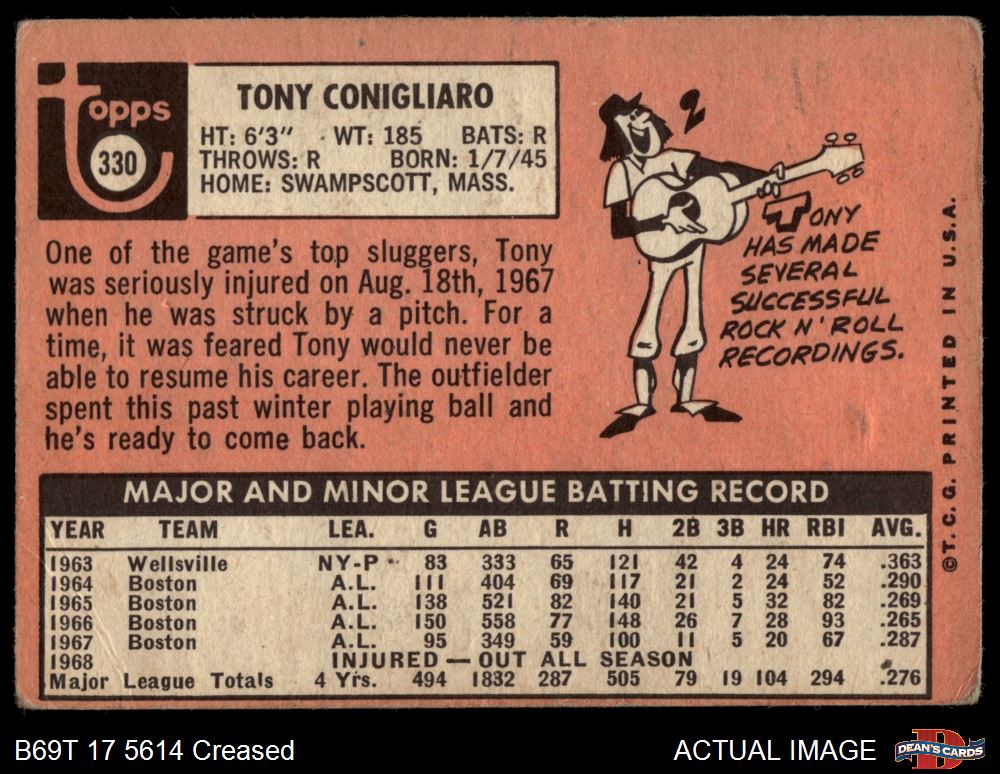 Topps
330
TONY CONIGLIARO
HT: 6'3" WT: 185 BATS: R
THROWS: R BORN: 1/7/45
HOME: SWAMPSCOTT, MASS.
One of the game's top sluggers, Tony
was seriously injured on Aug. 18th, 1967
when he was struck by a pitch. For a
time, it was feared Tony would never be
able to resume his career. The outfielder
spent this past winter playing ball and
he's ready to come back.
TONY
HAS MADE
SEVERAL
SUCCESSFUL
ROCK N' ROLL
RECORDINGS.
© T. C. G. PRINTED IN U.S.A.
MAJOR AND MINOR LEAGUE BATTING RECORD
YEAR TEAM LEA. G AB R H 2B 3B HR RBI AVG.
1963 Wellsville NY-P 83 333 65 121 42 4 24 74 .363
1964 Boston A.L. 111 404 69 117 21 2 24 52 .290
1965 Boston A.L. 138 521 82 140 21 5 32 82 .269
1966 Boston A.L. 150 558 77 148 26 7 28 93 .265
1967 Boston A.L. 95 349 59 100 11 5 20 67 .287
1968 INJURED — OUT ALL SEASON
Major League Totals 4 Yrs. 494 1832 287 505 79 19 104 294 .276
B69T 17 5614 Creased
ACTUAL IMAGE
D
DEAN'S CARDS